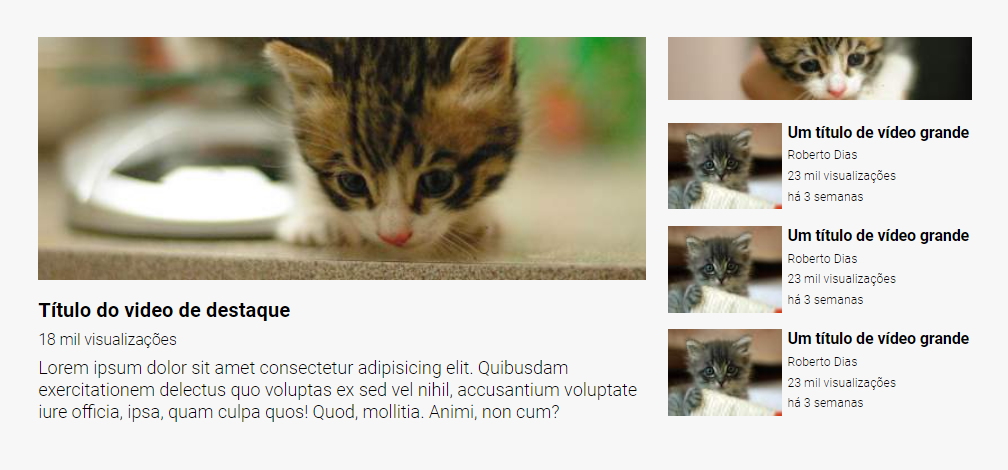 Título do video de destaque
18 mil visualizações
Lorem ipsum dolor sit amet consectetur adipisicing elit. Quibusdam
exercitationem delectus quo voluptas ex sed vel nihil, accusantium voluptate
iure officia, ipsa, quam culpa quos! Quod, mollitia. Animi, non cum?
Um título de vídeo grande
Roberto Dias
23 mil visualizações
há 3 semanas
Um título de vídeo grande
Roberto Dias
23 mil visualizações
há 3 semanas
Um título de vídeo grande
Roberto Dias
23 mil visualizações
há 3 semanas